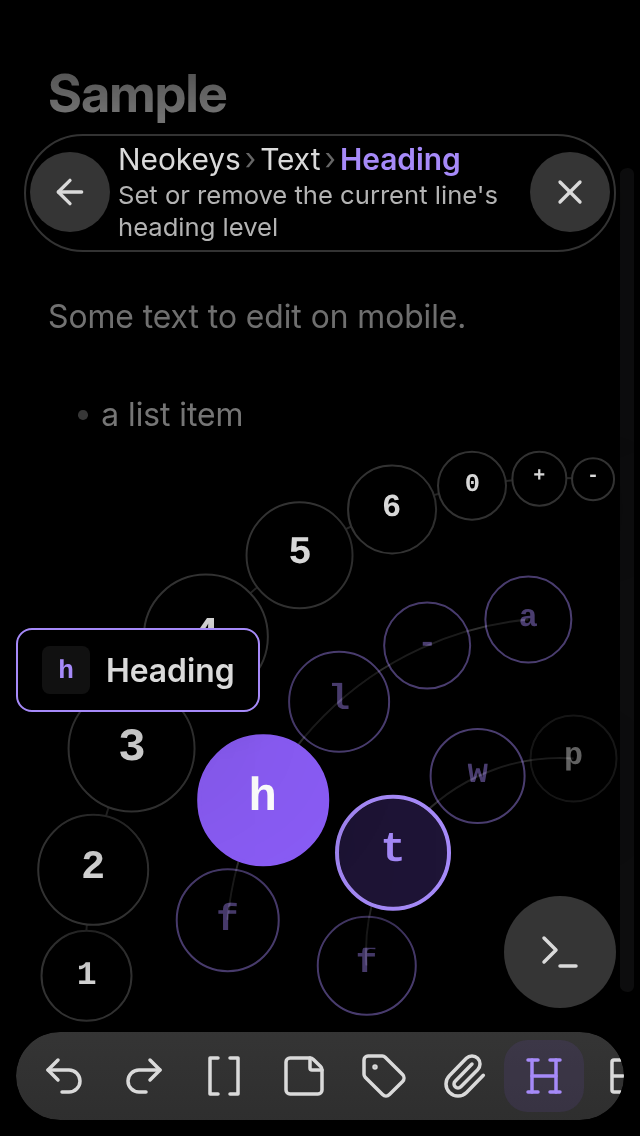 Sample
Neokeys › Text › Heading
Set or remove the current line's
heading level
Some text to edit on mobile.
• a list item
6 0 + -
5
4
a
-
h Heading
l
3
w p
h
t
2
f
f
1